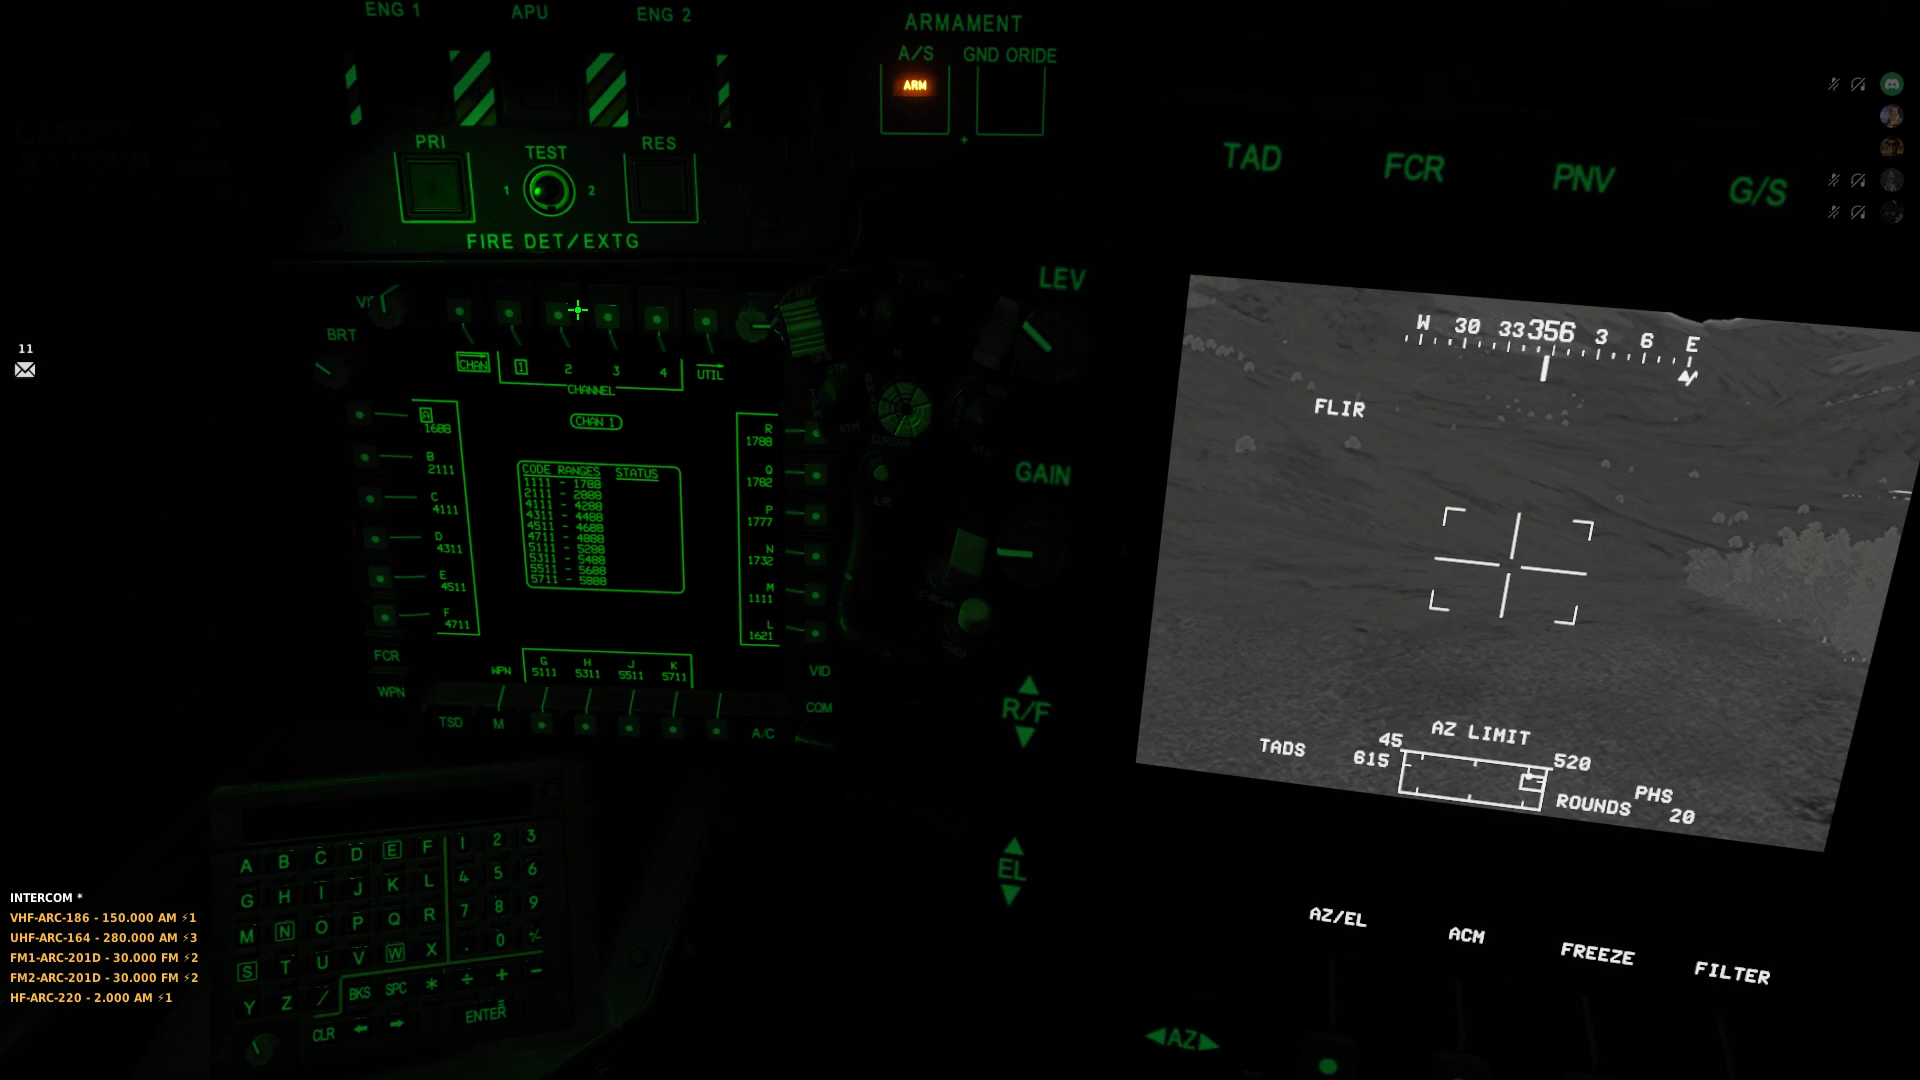 ENG 1
APU
ENG 2
ARMAMENT
A/S
GND ORIDE
ARM
PRI
TEST
RES
1
2
FIRE DET/EXTG
TAD
FCR
PNV
G/S
LEV
BRT
CHAN
1
2
3
4
UTIL
CHANNEL
CHAN 1
A
1688
B
2111
C
4111
D
4311
E
4511
F
4711
CODE RANGES STATUS
1111 - 1788
2111 - 2888
4111 - 4288
4311 - 4488
4511 - 4688
4711 - 4888
5111 - 5288
5311 - 5488
5511 - 5688
5711 - 5888
R
1788
Q
1782
P
1777
N
1732
M
1111
L
1621
WPN
G
5111
H
5311
J
5511
K
5711
FCR
WPN
TSD
M
VID
COM
A/C
GAIN
R/F
EL
AZ
W 30 33 356 3 6 E
FLIR
AZ LIMIT
TADS
45
615
520
ROUNDS
PHS
20
AZ/EL
ACM
FREEZE
FILTER
11
A B C D E F 1 2 3
G H I J K L 4 5 6
M N O P Q R 7 8 9
S T U V W X . 0 +/-
Y Z / BKS SPC * ÷ + -
CLR ← → ENTER
INTERCOM *
VHF-ARC-186 - 150.000 AM ⚡1
UHF-ARC-164 - 280.000 AM ⚡3
FM1-ARC-201D - 30.000 FM ⚡2
FM2-ARC-201D - 30.000 FM ⚡2
HF-ARC-220 - 2.000 AM ⚡1